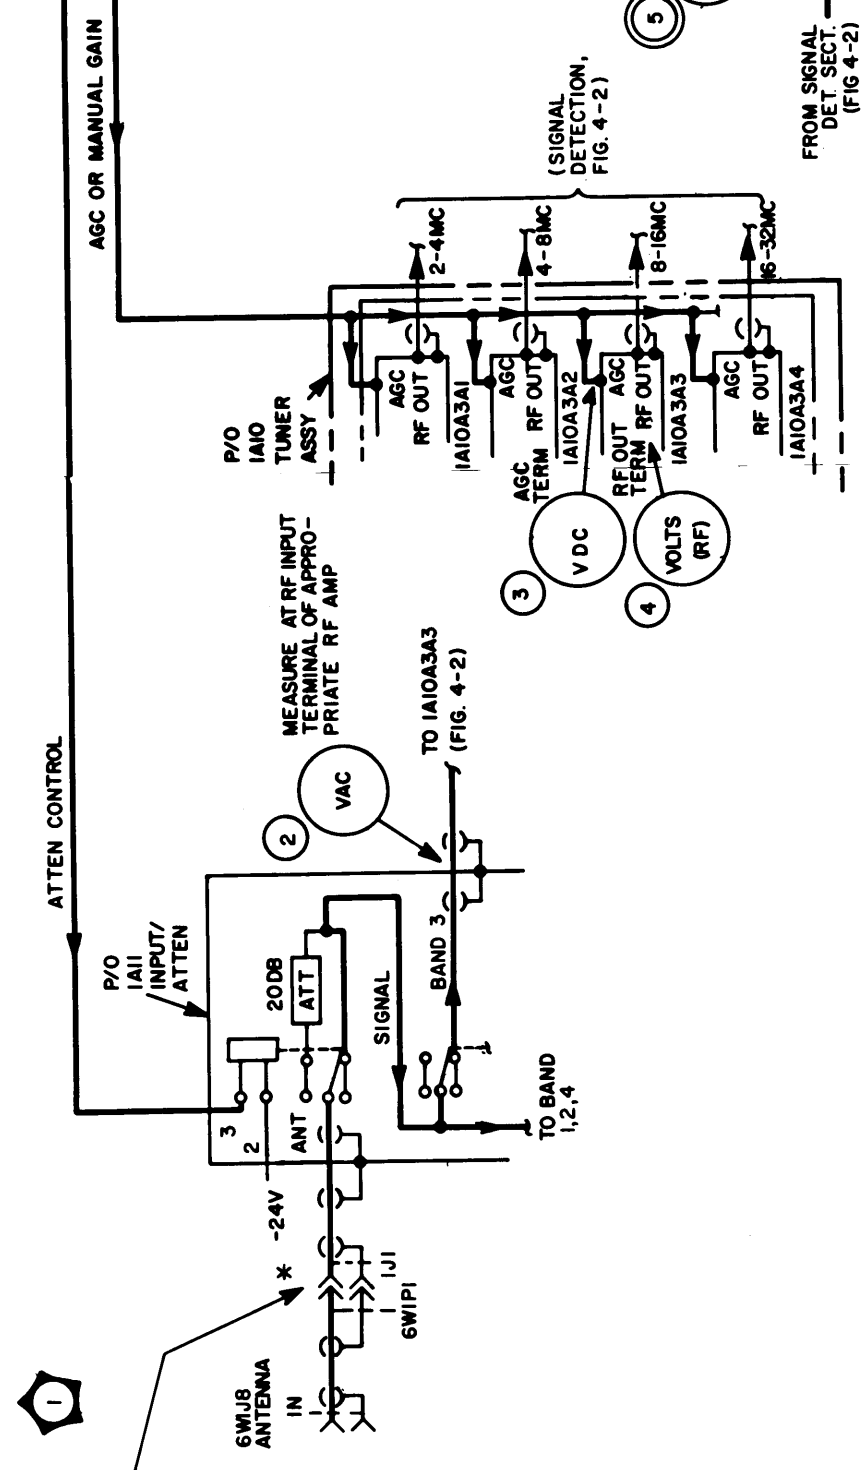 AGC OR MANUAL GAIN
ATTEN CONTROL
5
FROM SIGNAL
DET. SECT.
(FIG 4-2)
(SIGNAL
DETECTION,
FIG. 4-2)
2-4MC
4-8MC
8-16MC
16-32MC
P/O
1A10
TUNER
ASSY
AGC
RF OUT
1A10A3A1
AGC
RF OUT
1A10A3A2
AGC
RF OUT
1A10A3A3
AGC
RF OUT
1A10A3A4
AGC
TERM
RF OUT
TERM
3
VDC
4
VOLTS
(RF)
MEASURE AT RF INPUT
TERMINAL OF APPRO-
PRIATE RF AMP
2
VAC
TO 1A10A3A3
(FIG. 4-2)
P/O
1A11
INPUT/
ATTEN
20DB
ATT
SIGNAL
BAND 3
3
2
ANT
-24V
TO BAND
1,2,4
*
1J1
6W1P1
6W1J8
ANTENNA
IN
1